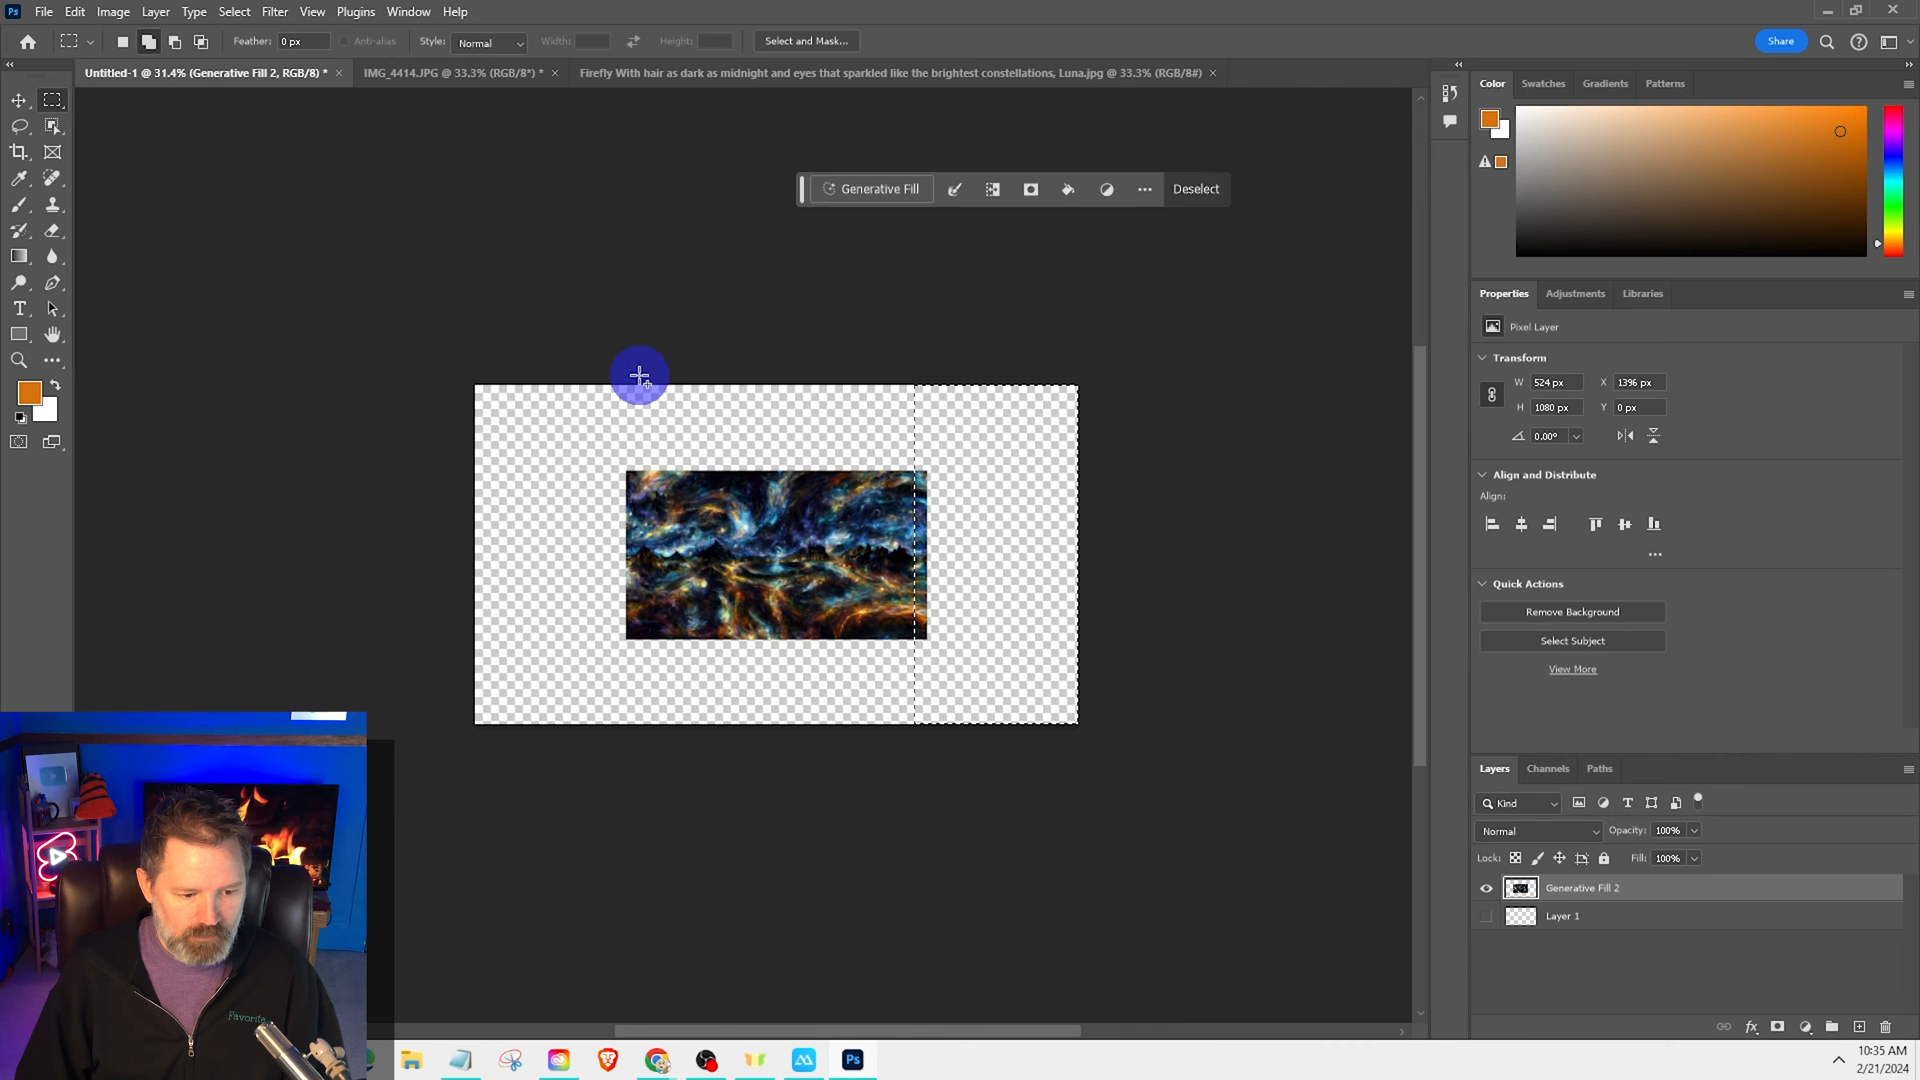 Ps File Edit Image Layer Type Select Filter View Plugins Window Help
Feather: 0 px Anti-alias Style: Normal Width: Height: Select and Mask... Share
Untitled-1 @ 31.4% (Generative Fill 2, RGB/8) * × IMG_4414.JPG @ 33.3% (RGB/8*) * × Firefly With hair as dark as midnight and eyes that sparkled like the brightest constellations, Luna.jpg @ 33.3% (RGB/8#) ×
Color Swatches Gradients Patterns
Generative Fill Deselect
Properties Adjustments Libraries
Pixel Layer
Transform
W 524 px X 1396 px
H 1080 px Y 0 px
0.00°
Align and Distribute
Align:
Quick Actions
Remove Background
Select Subject
View More
Layers Channels Paths
Kind
Normal Opacity: 100%
Lock: Fill: 100%
Generative Fill 2
Layer 1
fx
Favorite
Ps
10:35 AM
2/21/2024